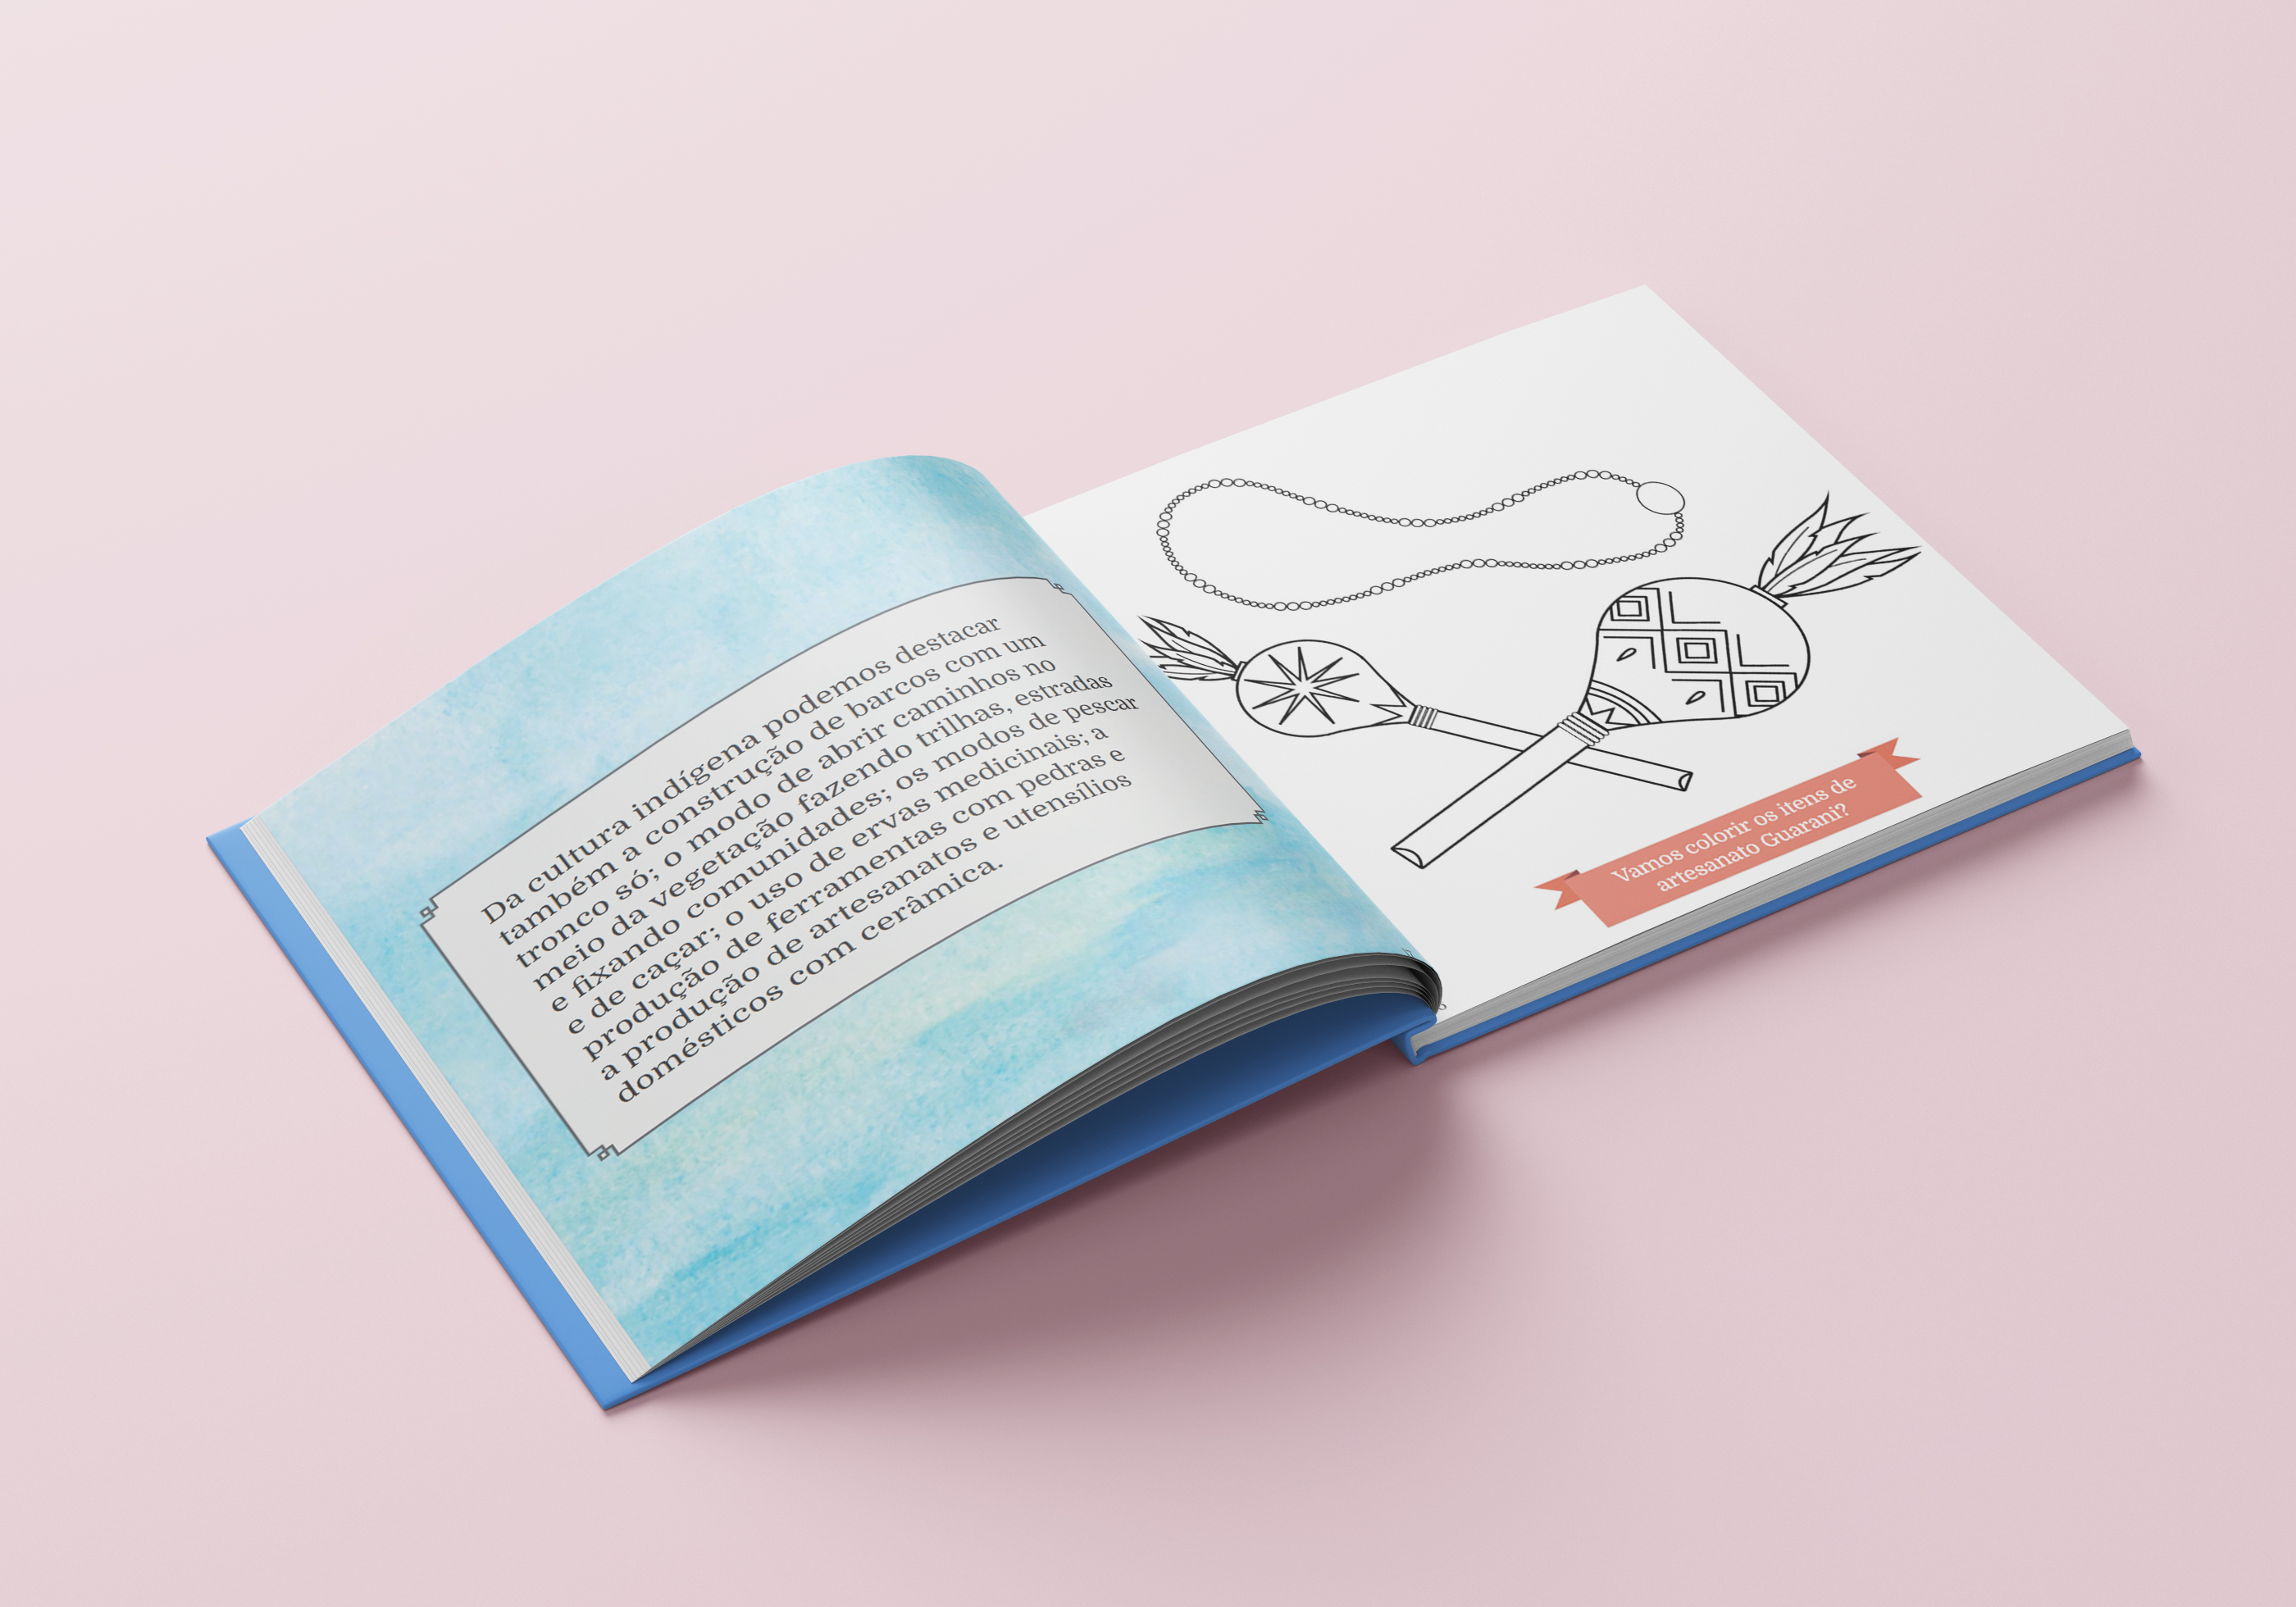 Da cultura indígena podemos destacar
também a construção de barcos com um
tronco só; o modo de abrir caminhos no
meio da vegetação fazendo trilhas, estradas
e fixando comunidades; os modos de pescar
e de caçar; o uso de ervas medicinais; a
produção de ferramentas com pedras e
a produção de artesanatos e utensílios
domésticos com cerâmica.
Vamos colorir os itens de
artesanato Guarani?